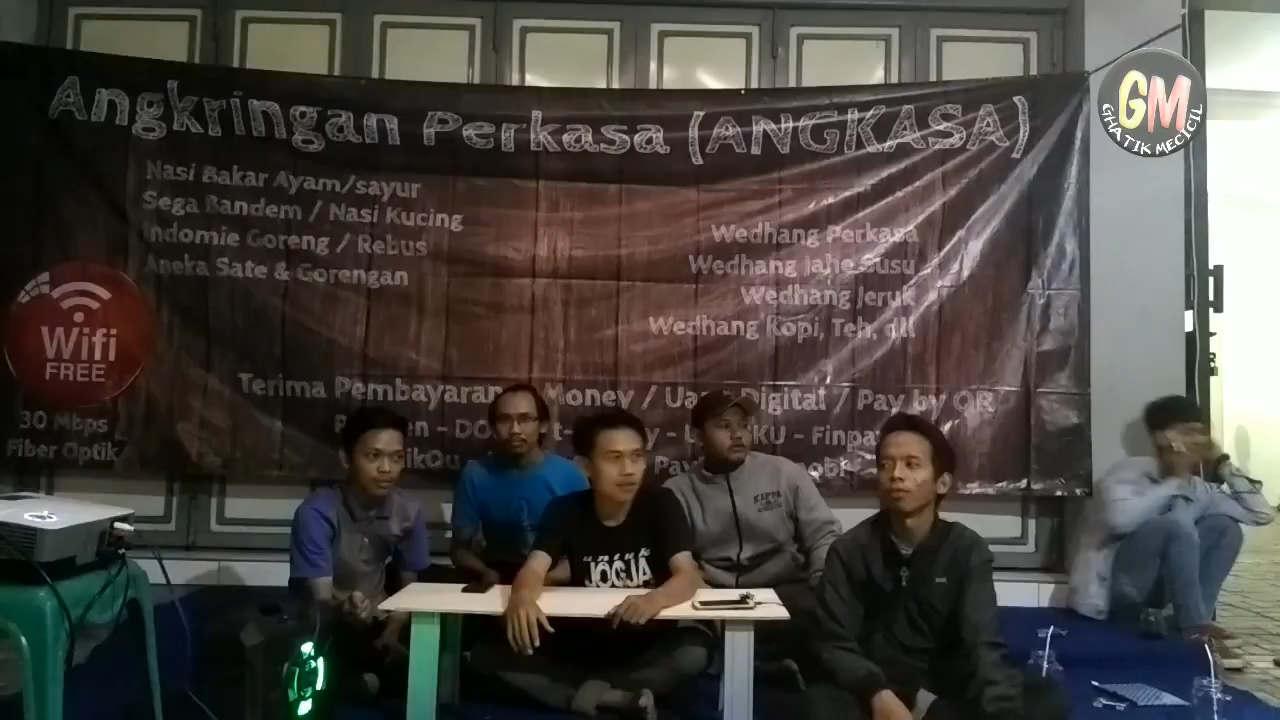 Angkringan Perkasa (ANGKASA)
Nasi Bakar Ayam/sayur
Sega Bandem / Nasi Kucing
Indomie Goreng / Rebus
Aneka Sate & Gorengan
Wedhang Perkasa
Wedhang Jahe Susu
Wedhang Jeruk
Wedhang Kopi, Teh, dll
Wifi
FREE
30 Mbps
Fiber Optik
Terima Pembayaran Money / Digital / Pay by QR
GM
GHATIK MECICIL
KAPPA
JOGJA